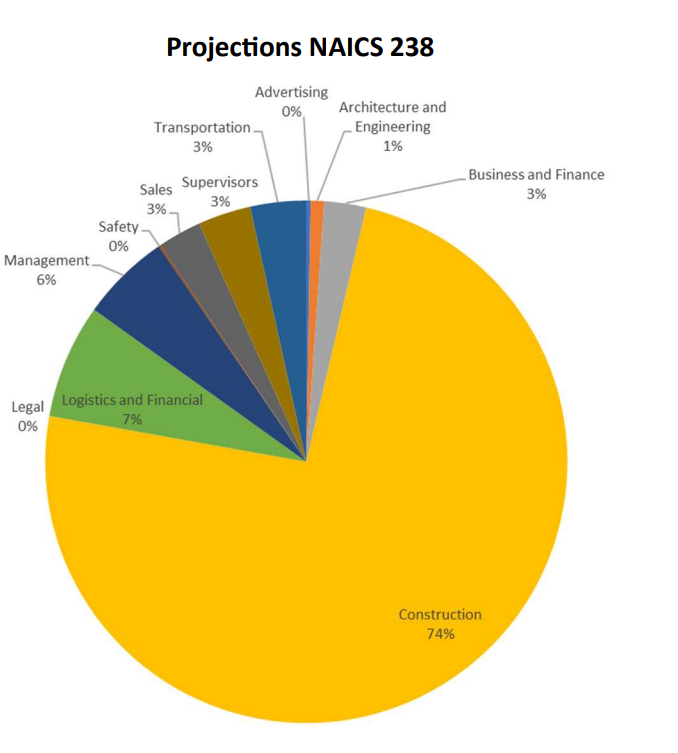 Projections NAICS 238
Advertising
0%
Architecture and
Engineering
1%
Transportation
3%
Business and Finance
3%
Supervisors
3%
Sales
3%
Safety
0%
Management
6%
Logistics and Financial
7%
Legal
0%
Construction
74%